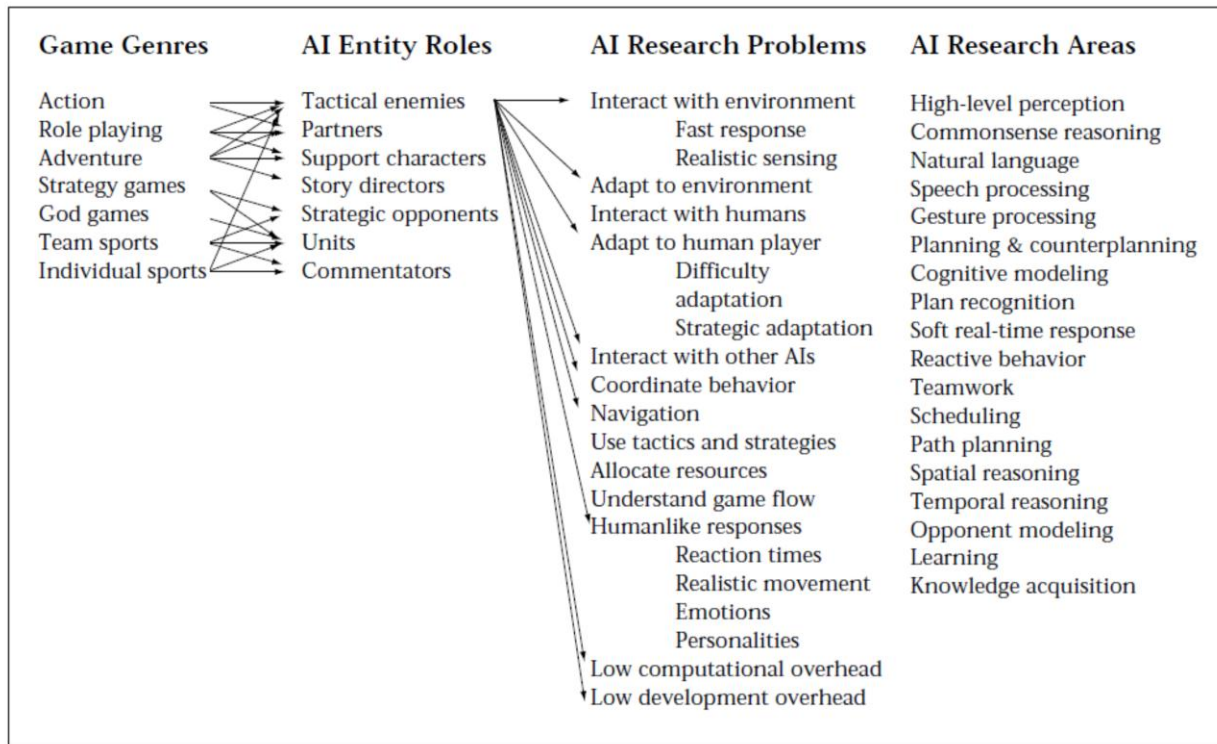 Game Genres
Action
Role playing
Adventure
Strategy games
God games
Team sports
Individual sports
AI Entity Roles
Tactical enemies
Partners
Support characters
Story directors
Strategic opponents
Units
Commentators
AI Research Problems
Interact with environment
Fast response
Realistic sensing
Adapt to environment
Interact with humans
Adapt to human player
Difficulty
adaptation
Strategic adaptation
Interact with other AIs
Coordinate behavior
Navigation
Use tactics and strategies
Allocate resources
Understand game flow
Humanlike responses
Reaction times
Realistic movement
Emotions
Personalities
Low computational overhead
Low development overhead
AI Research Areas
High-level perception
Commonsense reasoning
Natural language
Speech processing
Gesture processing
Planning & counterplanning
Cognitive modeling
Plan recognition
Soft real-time response
Reactive behavior
Teamwork
Scheduling
Path planning
Spatial reasoning
Temporal reasoning
Opponent modeling
Learning
Knowledge acquisition